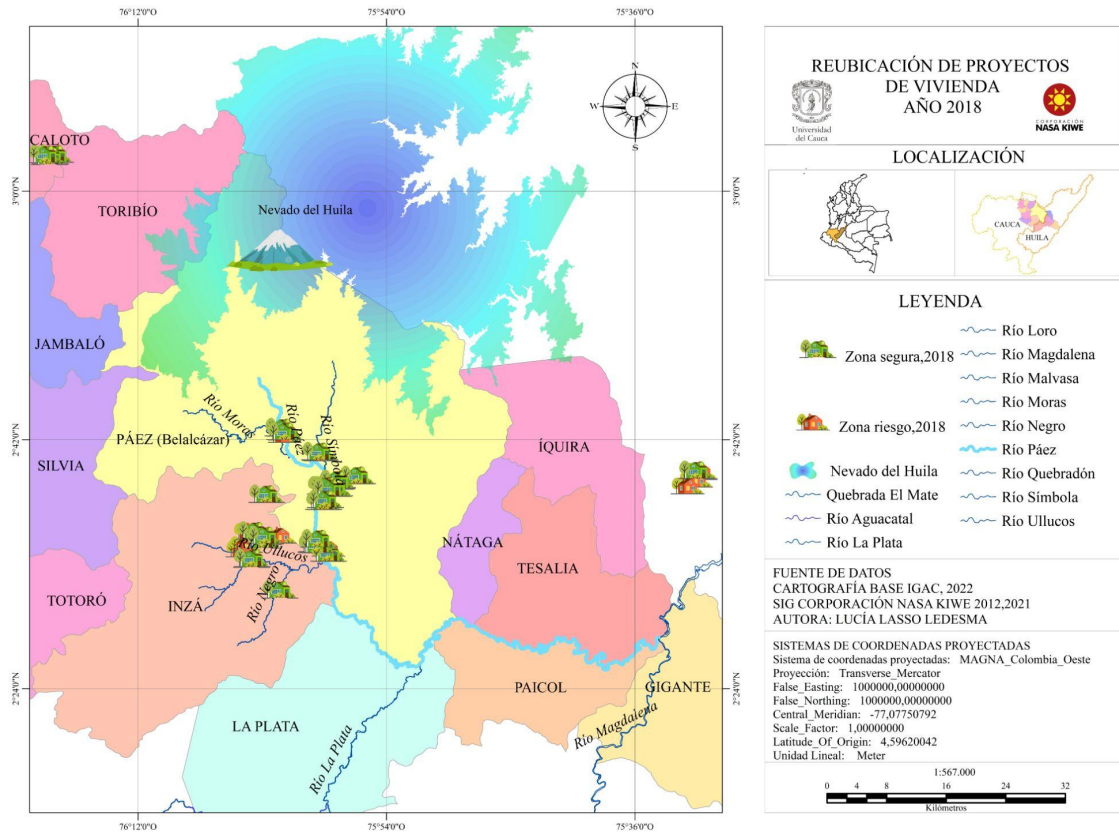 76°12'0"O
75°54'0"O
75°36'0"O
3°0'0"N
2°42'0"N
2°24'0"N
3°0'0"N
2°42'0"N
2°24'0"N
76°12'0"O
75°54'0"O
75°36'0"O
N
W
E
S
CALOTO
TORIBÍO
Nevado del Huila
JAMBALÓ
Río Moras
Río Páez
Río Símbola
PÁEZ (Belalcázar)
ÍQUIRA
SILVIA
NÁTAGA
Río Ullucos
TESALIA
TOTORÓ
INZÁ
Río Negro
PAICOL
GIGANTE
LA PLATA
Río La Plata
Río Magdalena
REUBICACIÓN DE PROYECTOS
DE VIVIENDA
AÑO 2018
Universidad
del Cauca
CORPORACIÓN
NASA KIWE
LOCALIZACIÓN
CAUCA
HUILA
LEYENDA
Zona segura,2018
Zona riesgo,2018
Nevado del Huila
Quebrada El Mate
Río Aguacatal
Río La Plata
Río Loro
Río Magdalena
Río Malvasa
Río Moras
Río Negro
Río Páez
Río Quebradón
Río Símbola
Río Ullucos
FUENTE DE DATOS
CARTOGRAFÍA BASE IGAC, 2022
SIG CORPORACIÓN NASA KIWE 2012,2021
AUTORA: LUCÍA LASSO LEDESMA
SISTEMAS DE COORDENADAS PROYECTADAS
Sistema de coordenadas proyectadas: MAGNA_Colombia_Oeste
Proyección: Transverse_Mercator
False_Easting: 1000000,00000000
False_Northing: 1000000,00000000
Central_Meridian: -77,07750792
Scale_Factor: 1,00000000
Latitude_Of_Origin: 4,59620042
Unidad Lineal: Meter
1:567.000
0 4 8 16 24 32
Kilómetros